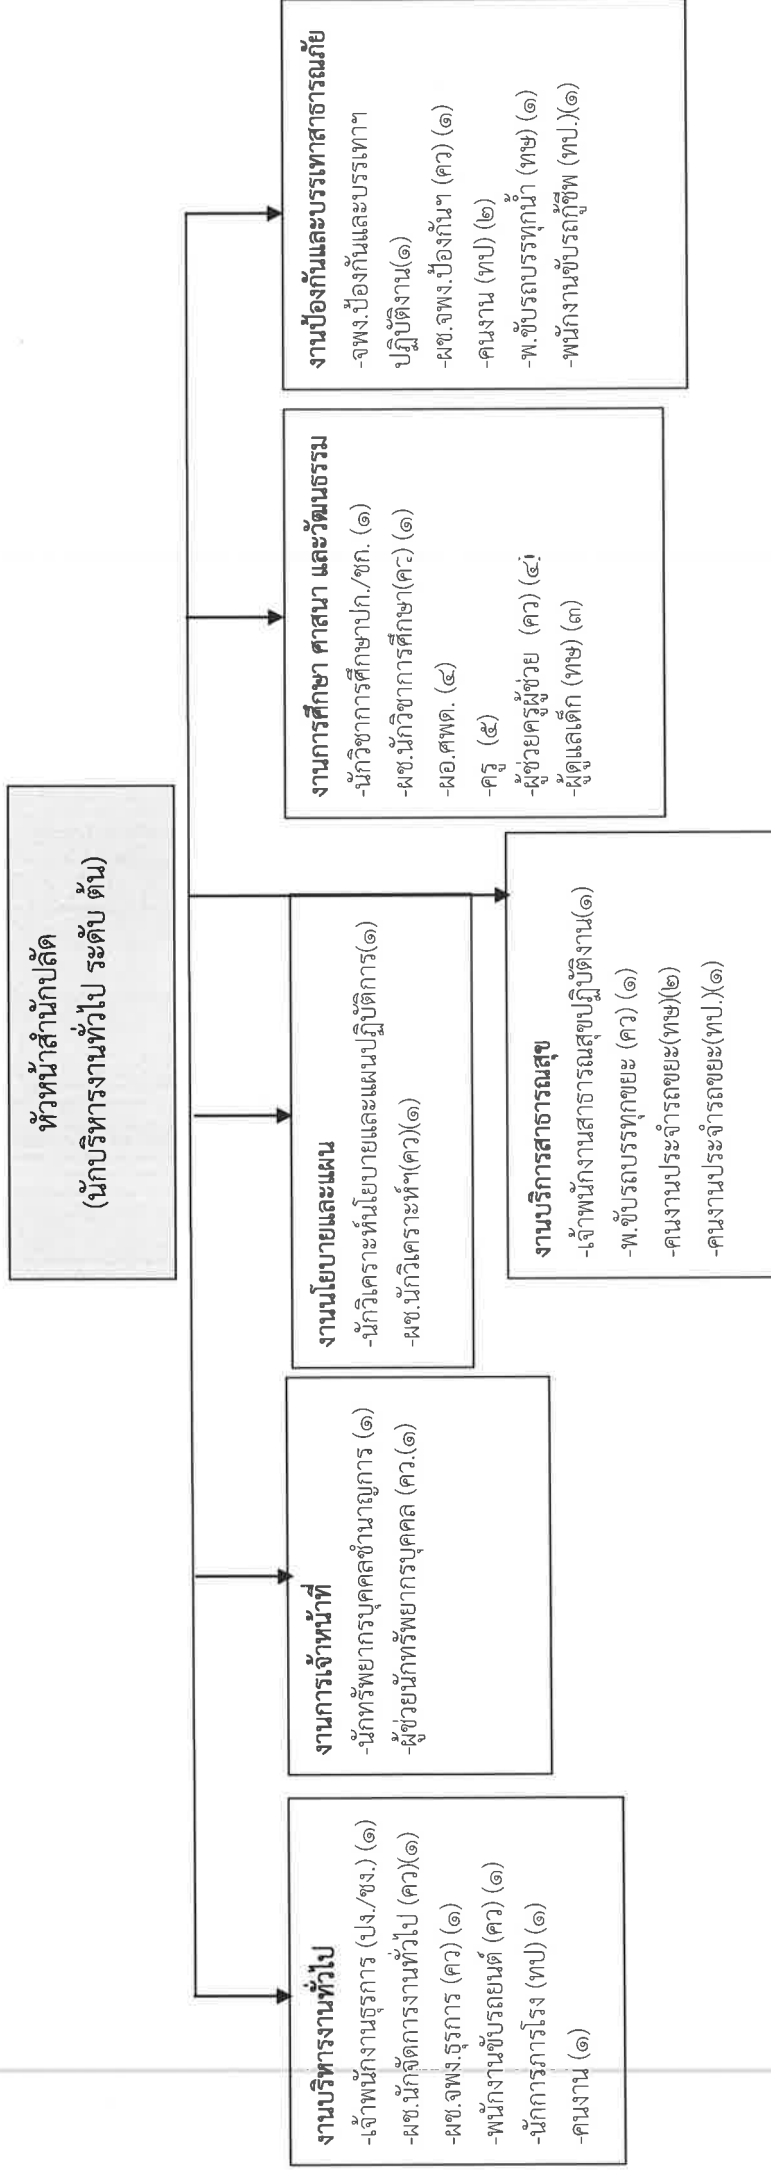 หัวหน้าสำนักปลัด
(นักบริหารงานทั่วไป ระดับ ต้น)
งานบริหารงานทั่วไป
-เจ้าพนักงานธุรการ (ปง./ชง.) (๑)
-ผช.นักจัดการงานทั่วไป (คว)(๑)
-ผช.จพง.ธุรการ (คว) (๑)
-พนักงานขับรถยนต์ (คว) (๑)
-นักการภารโรง (ทป) (๑)
-คนงาน (๑)
งานการเจ้าหน้าที่
-นักทรัพยากรบุคคลชำนาญการ (๑)
-ผู้ช่วยนักทรัพยากรบุคคล (คว.(๑)
งานนโยบายและแผน
-นักวิเคราะห์นโยบายและแผนปฏิบัติการ(๑)
-ผช.นักวิเคราะห์ฯ(คว)(๑)
งานบริการสาธารณสุข
-เจ้าพนักงานสาธารณสุขปฏิบัติงาน(๑)
-พ.ขับรถบรรทุกขยะ (คว) (๑)
-คนงานประจำรถขยะ(ทษ)(๒)
-คนงานประจำรถขยะ(ทป.)(๑)
งานการศึกษา ศาสนา และวัฒนธรรม
-นักวิชาการศึกษาปก./ชก. (๑)
-ผช.นักวิชาการศึกษา(คว) (๑)
-ผอ.ศพด. (๔)
-ครู (๕)
-ผู้ช่วยครูผู้ช่วย (คว) (๔)
-ผู้ดูแลเด็ก (ทษ) (๓)
งานป้องกันและบรรเทาสาธารณภัย
-จพง.ป้องกันและบรรเทาฯ
ปฏิบัติงาน(๑)
-ผช.จพง.ป้องกันฯ (คว) (๑)
-คนงาน (ทป) (๒)
-พ.ขับรถบรรทุกน้ำ (ทษ) (๑)
-พนักงานขับรถกู้ชีพ (ทป.)(๑)